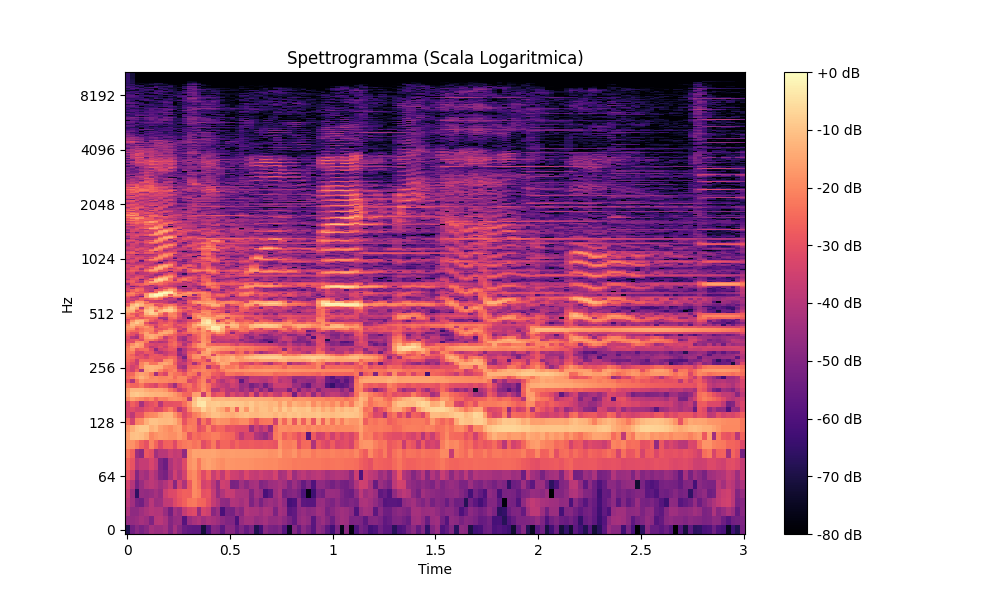 Spettrogramma (Scala Logaritmica)
8192
4096
2048
1024
512
256
128
64
0
Hz
0
0.5
1
1.5
2
2.5
3
Time
+0 dB
-10 dB
-20 dB
-30 dB
-40 dB
-50 dB
-60 dB
-70 dB
-80 dB